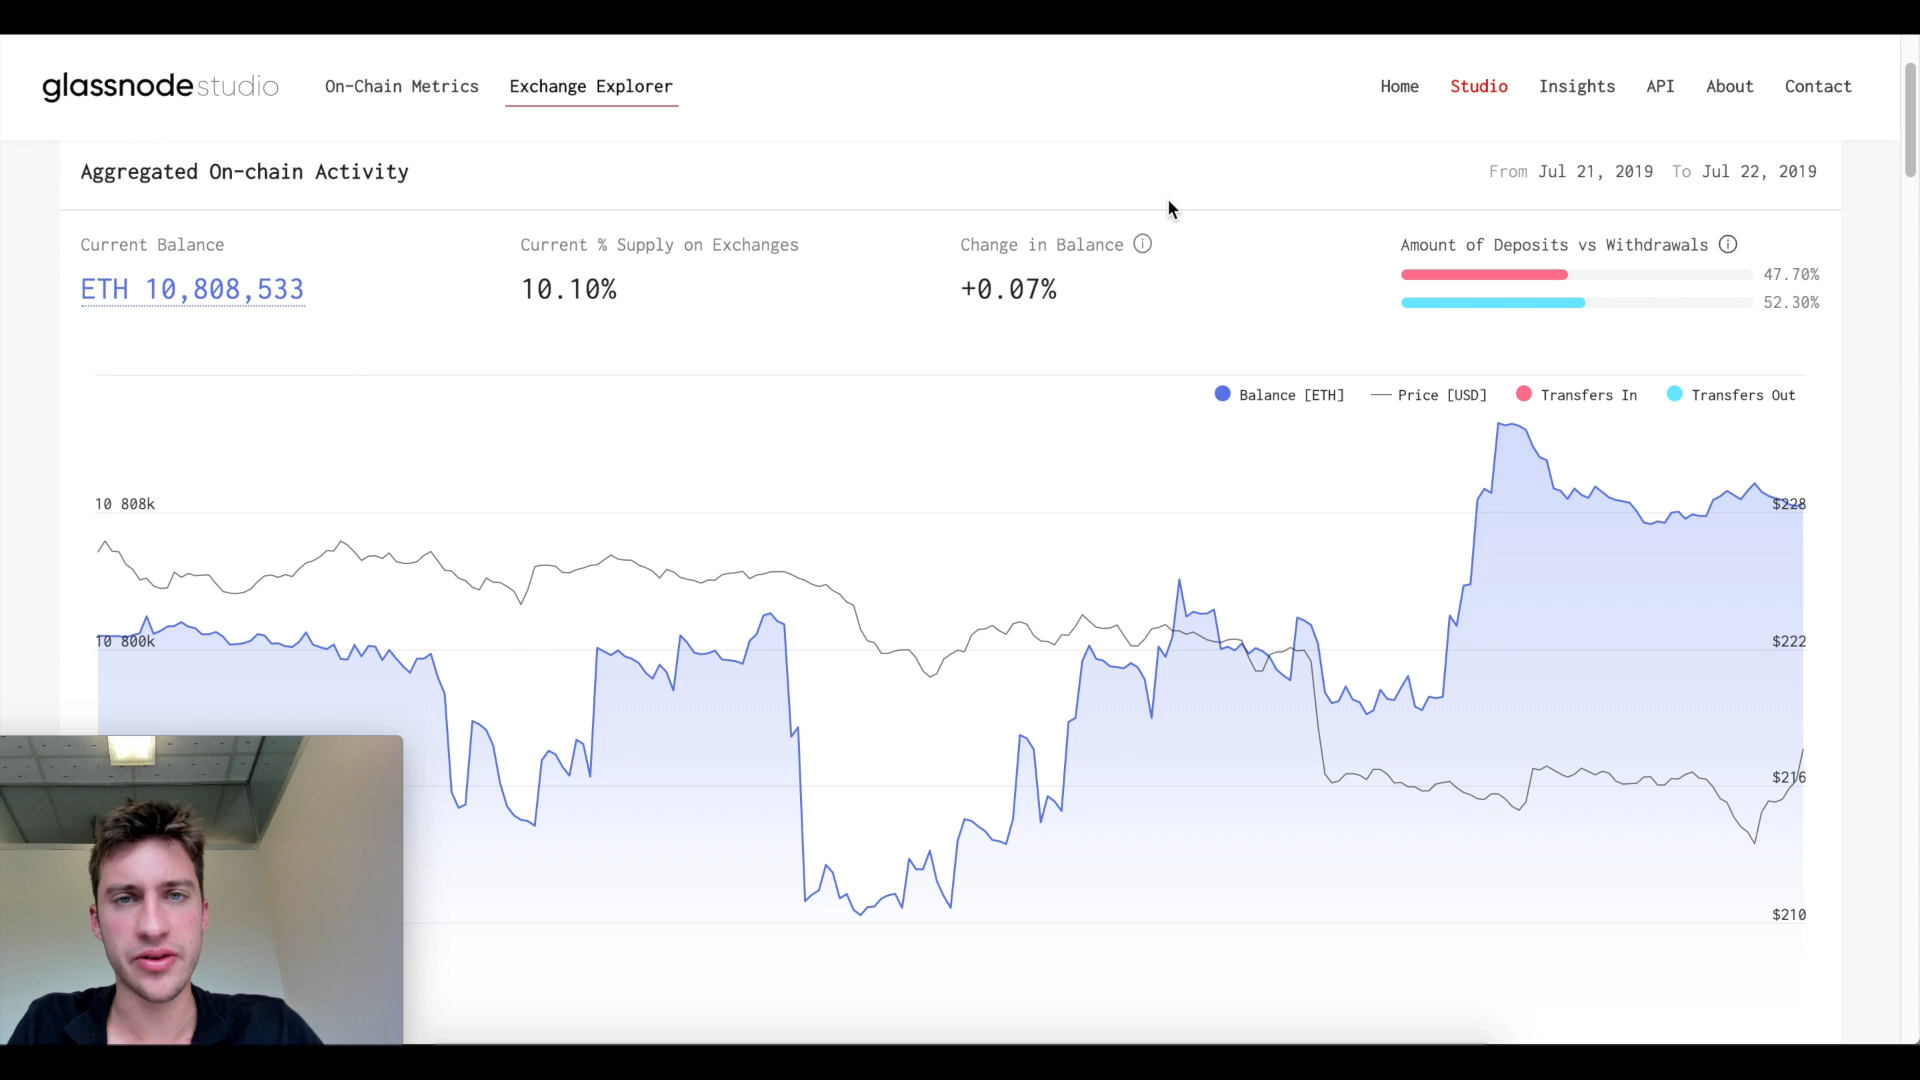 glassnodestudio On-Chain Metrics Exchange Explorer Home Studio Insights API About Contact
Aggregated On-chain Activity From Jul 21, 2019 To Jul 22, 2019
Current Balance Current % Supply on Exchanges Change in Balance Amount of Deposits vs Withdrawals
ETH 10,808,533 10.10% +0.07% 47.70%
52.30%
Balance [ETH] Price [USD] Transfers In Transfers Out
10 808k $228
10 800k $222
$216
$210